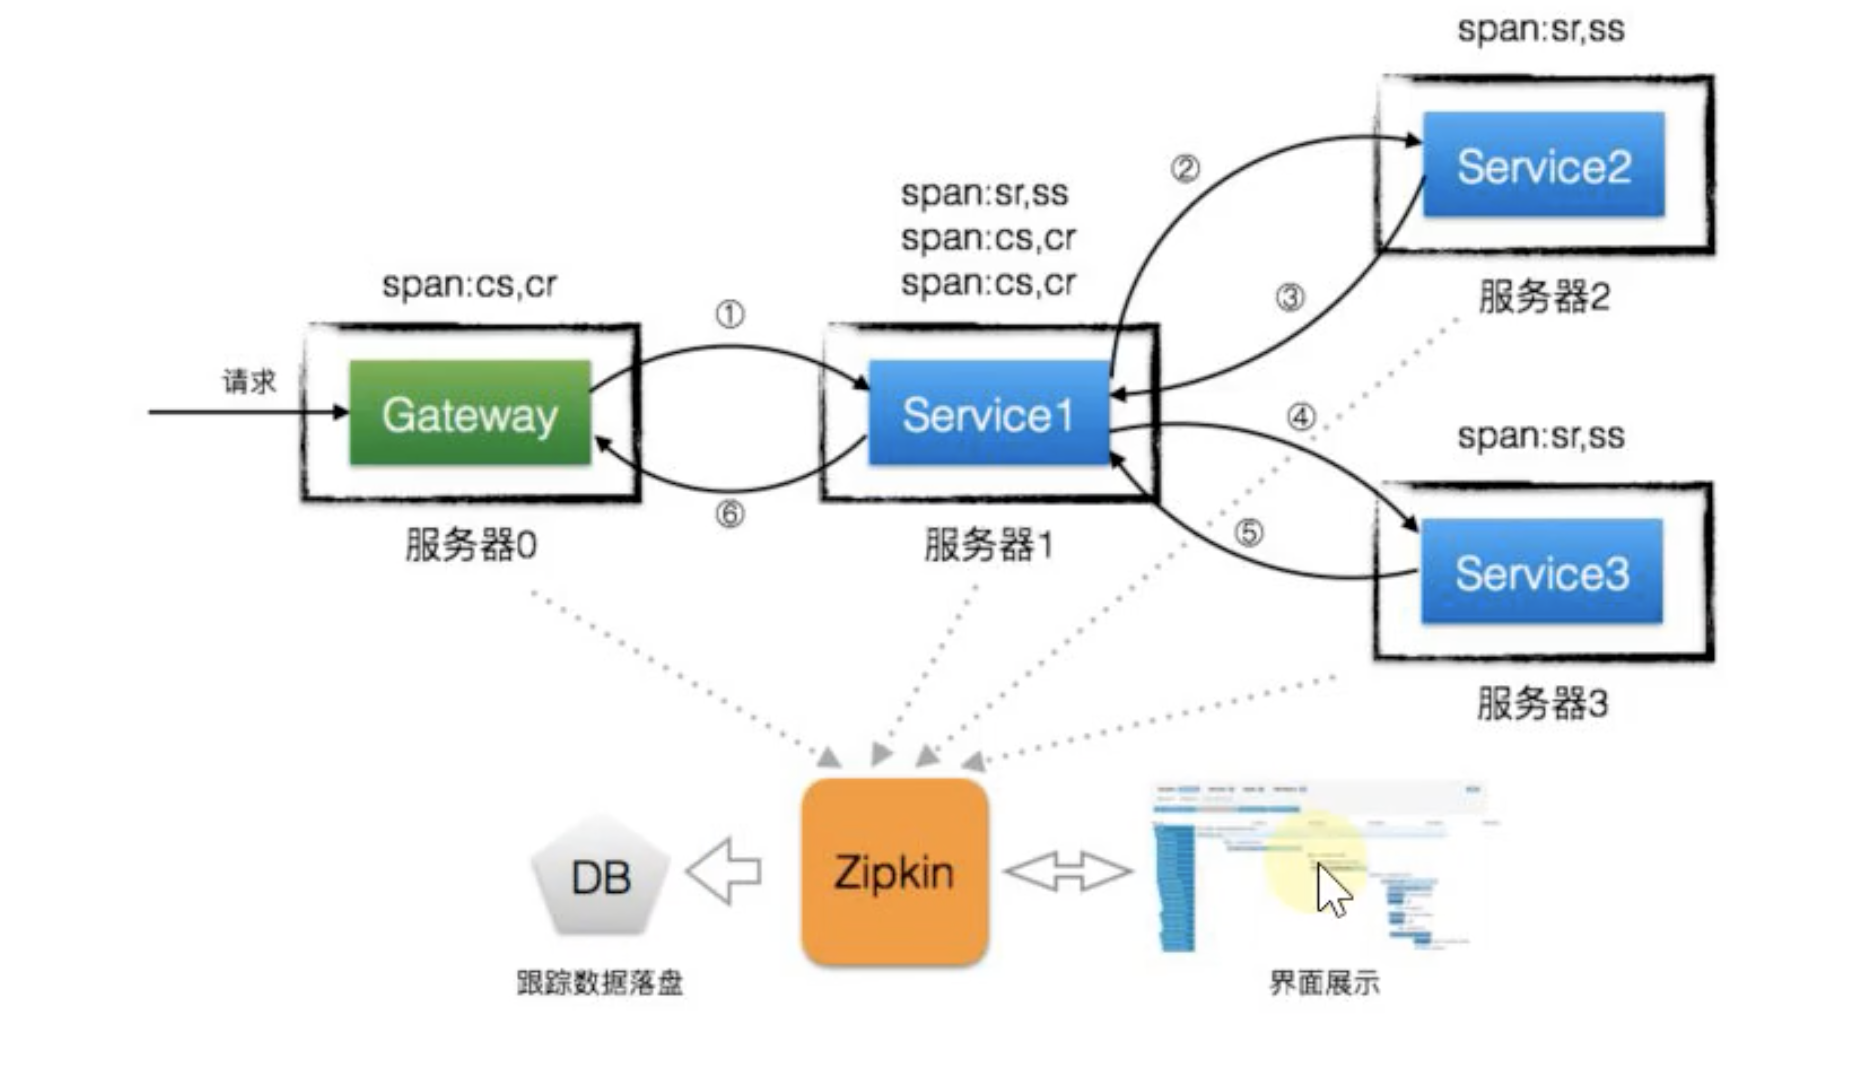 span:sr,ss
Service2
服务器2
②
③
span:sr,ss
span:cs,cr
span:cs,cr
Service1
服务器1
span:cs,cr
请求
Gateway
服务器0
①
⑥
④
⑤
span:sr,ss
Service3
服务器3
DB
跟踪数据落盘
Zipkin
界面展示